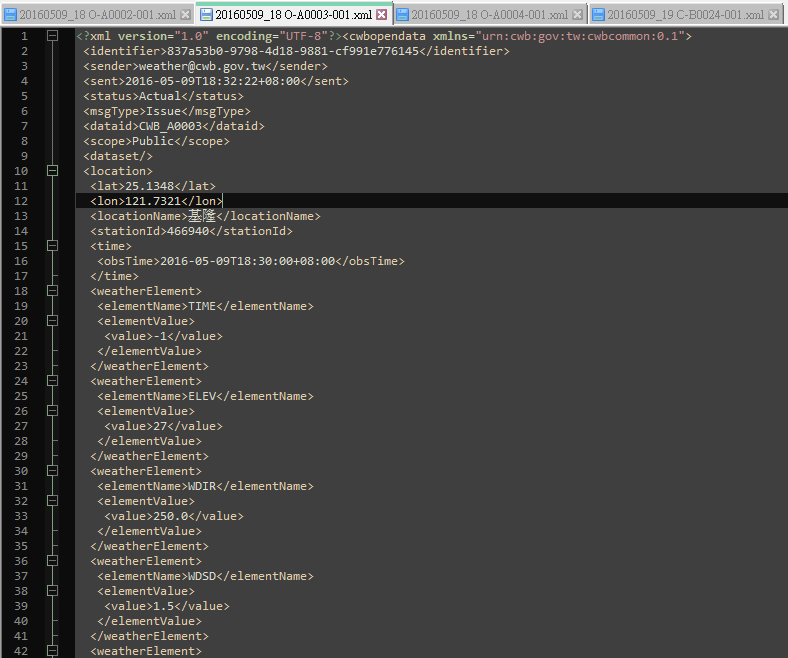 20160509_18 O-A0002-001.xml
20160509_18 O-A0003-001.xml
20160509_18 O-A0004-001.xml
20160509_19 C-B0024-001.xml
1 <?xml version="1.0" encoding="UTF-8"?><cwbopendata xmlns="urn:cwb:gov:tw:cwbcommon:0.1">
2 <identifier>837a53b0-9798-4d18-9881-cf991e776145</identifier>
3 <sender>weather@cwb.gov.tw</sender>
4 <sent>2016-05-09T18:32:22+08:00</sent>
5 <status>Actual</status>
6 <msgType>Issue</msgType>
7 <dataid>CWB_A0003</dataid>
8 <scope>Public</scope>
9 <dataset/>
10 <location>
11 <lat>25.1348</lat>
12 <lon>121.7321</lon>
13 <locationName>基隆</locationName>
14 <stationId>466940</stationId>
15 <time>
16 <obsTime>2016-05-09T18:30:00+08:00</obsTime>
17 </time>
18 <weatherElement>
19 <elementName>TIME</elementName>
20 <elementValue>
21 <value>-1</value>
22 </elementValue>
23 </weatherElement>
24 <weatherElement>
25 <elementName>ELEV</elementName>
26 <elementValue>
27 <value>27</value>
28 </elementValue>
29 </weatherElement>
30 <weatherElement>
31 <elementName>WDIR</elementName>
32 <elementValue>
33 <value>250.0</value>
34 </elementValue>
35 </weatherElement>
36 <weatherElement>
37 <elementName>WDSD</elementName>
38 <elementValue>
39 <value>1.5</value>
40 </elementValue>
41 </weatherElement>
42 <weatherElement>